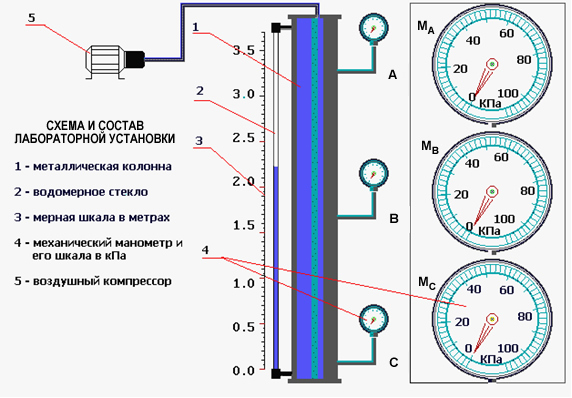 5
СХЕМА И СОСТАВ
ЛАБОРАТОРНОЙ УСТАНОВКИ
1 - металлическая колонна
2 - водомерное стекло
3 - мерная шкала в метрах
4 - механический манометр и
его шкала в кПа
5 - воздушный компрессор
1
2
3
4
3.5
3.0
2.5
2.0
1.5
1.0
0.5
0.0
A
B
C
MA
40 60
20 80
0 100
КПа
MB
40 60
20 80
0 100
КПа
MC
40 60
20 80
0 100
КПа